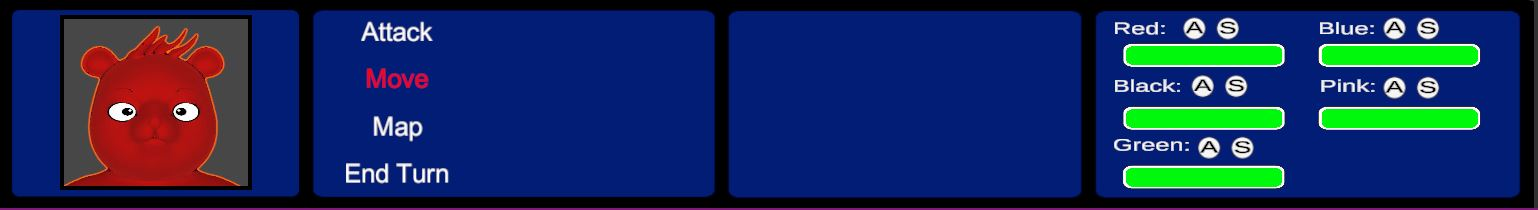 Attack
Move
Map
End Turn
Red: A S
Blue: A S
Black: A S
Pink: A S
Green: A S